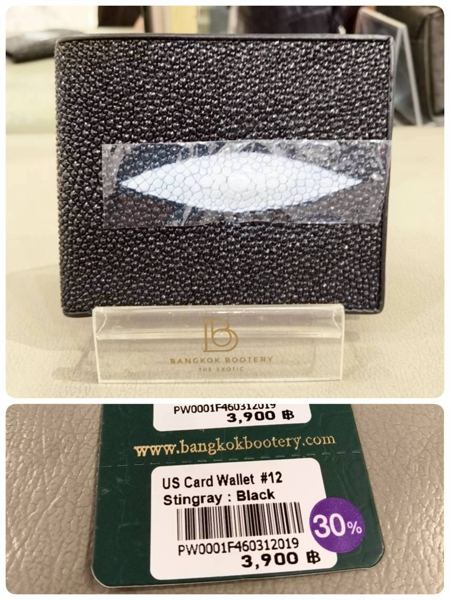 B
BANGKOK BOOTERY
THE EXOTIC
PW0001F460312019
3,900 ฿
www.bangkokbootery.com
US Card Wallet #12
Stingray : Black
30%
PW0001F460312019
3,900 ฿